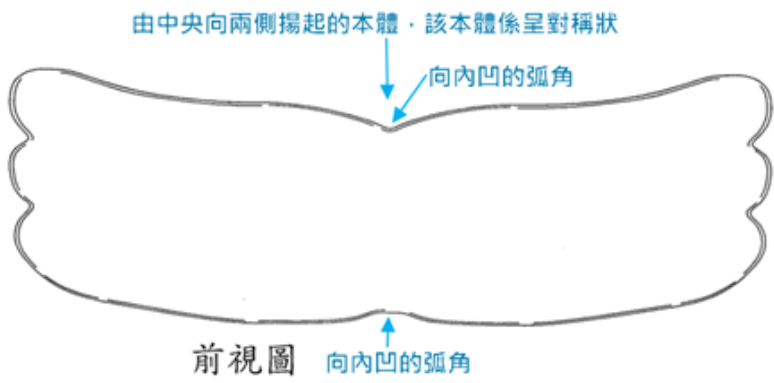 由中央向兩側揚起的本體，該本體係呈對稱狀
向內凹的弧角
前視圖
向內凹的弧角